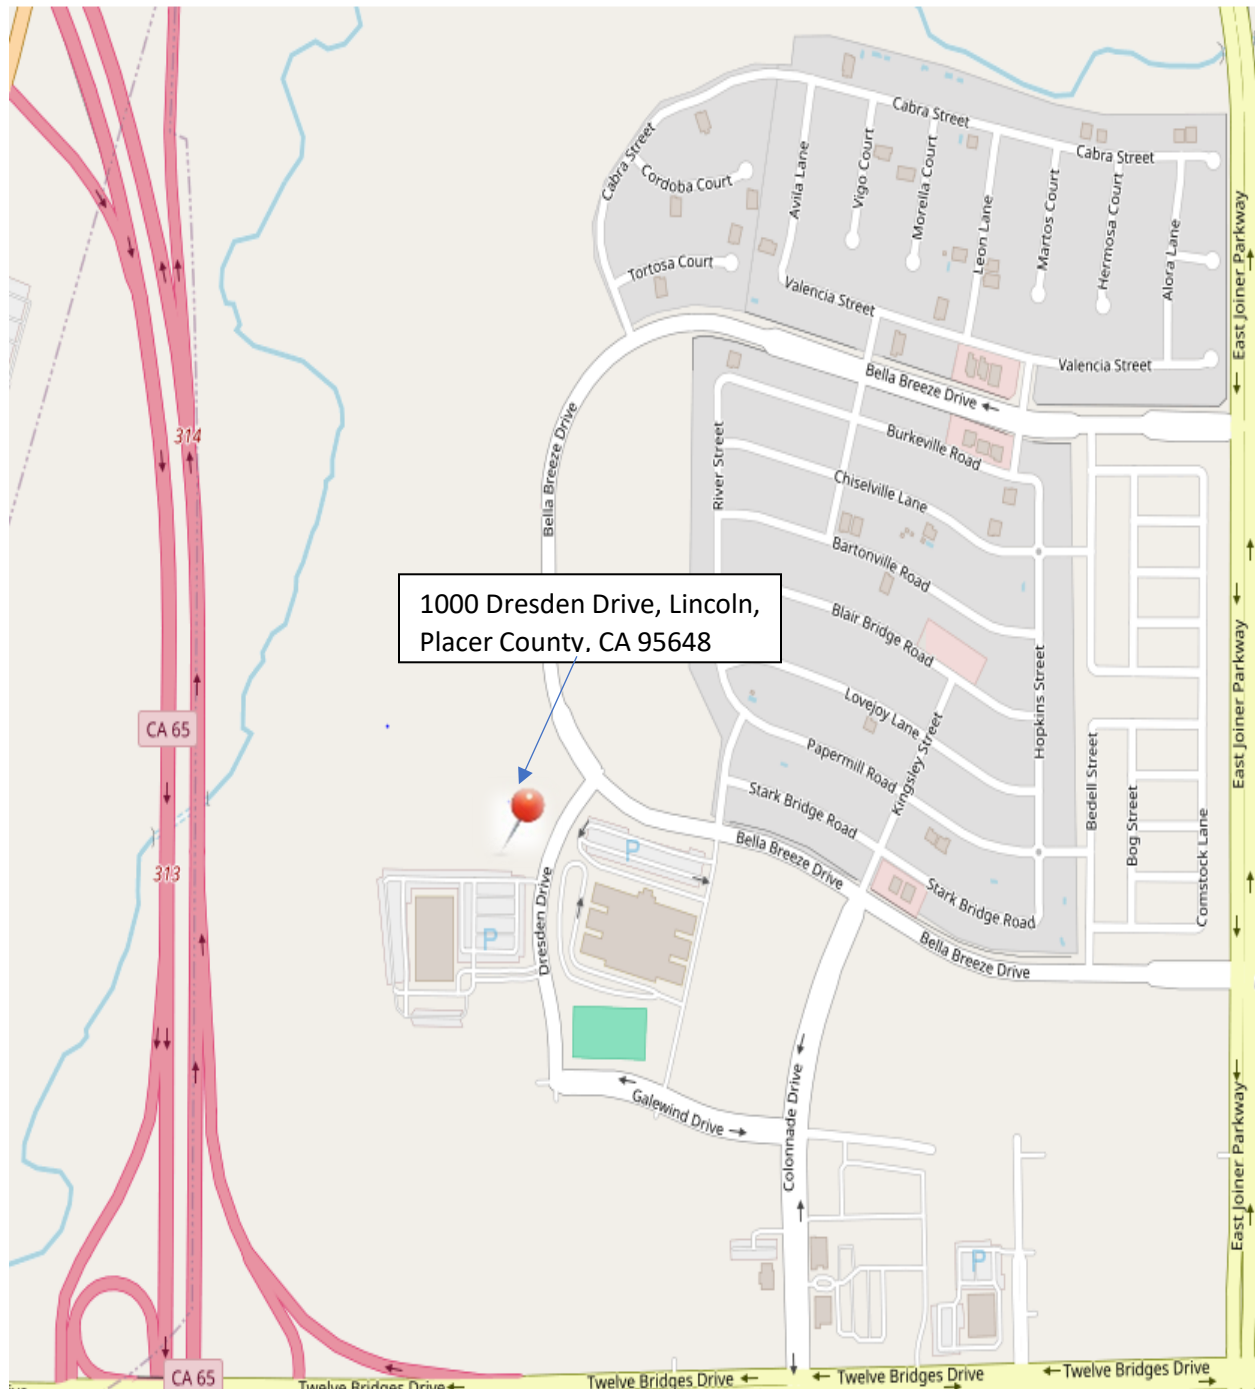 Cabra Street
Cabra Street
Cabra Street
Cordoba Court
Tortosa Court
Avila Lane
Vigo Court
Morella Court
Leon Lane
Martos Court
Hermosa Court
Alora Lane
East Joiner Parkway
Valencia Street
Valencia Street
Bella Breeze Drive
Bella Breeze Drive
314
River Street
Burkeville Road
Chiselville Lane
Bartonville Road
Blair Bridge Road
1000 Dresden Drive, Lincoln,
Placer County, CA 95648
Lovejoy Lane
Papermill Road
Kingsley Street
Hopkins Street
East Joiner Parkway
CA 65
Stark Bridge Road
Bella Breeze Drive
Bedell Street
Bog Street
Comstock Lane
313
P
P
Dresden Drive
Stark Bridge Road
Bella Breeze Drive
Galewind Drive
Colonnade Drive
East Joiner Parkway
P
CA 65
Twelve Bridges Drive
Twelve Bridges Drive
Twelve Bridges Drive
Twelve Bridges Drive